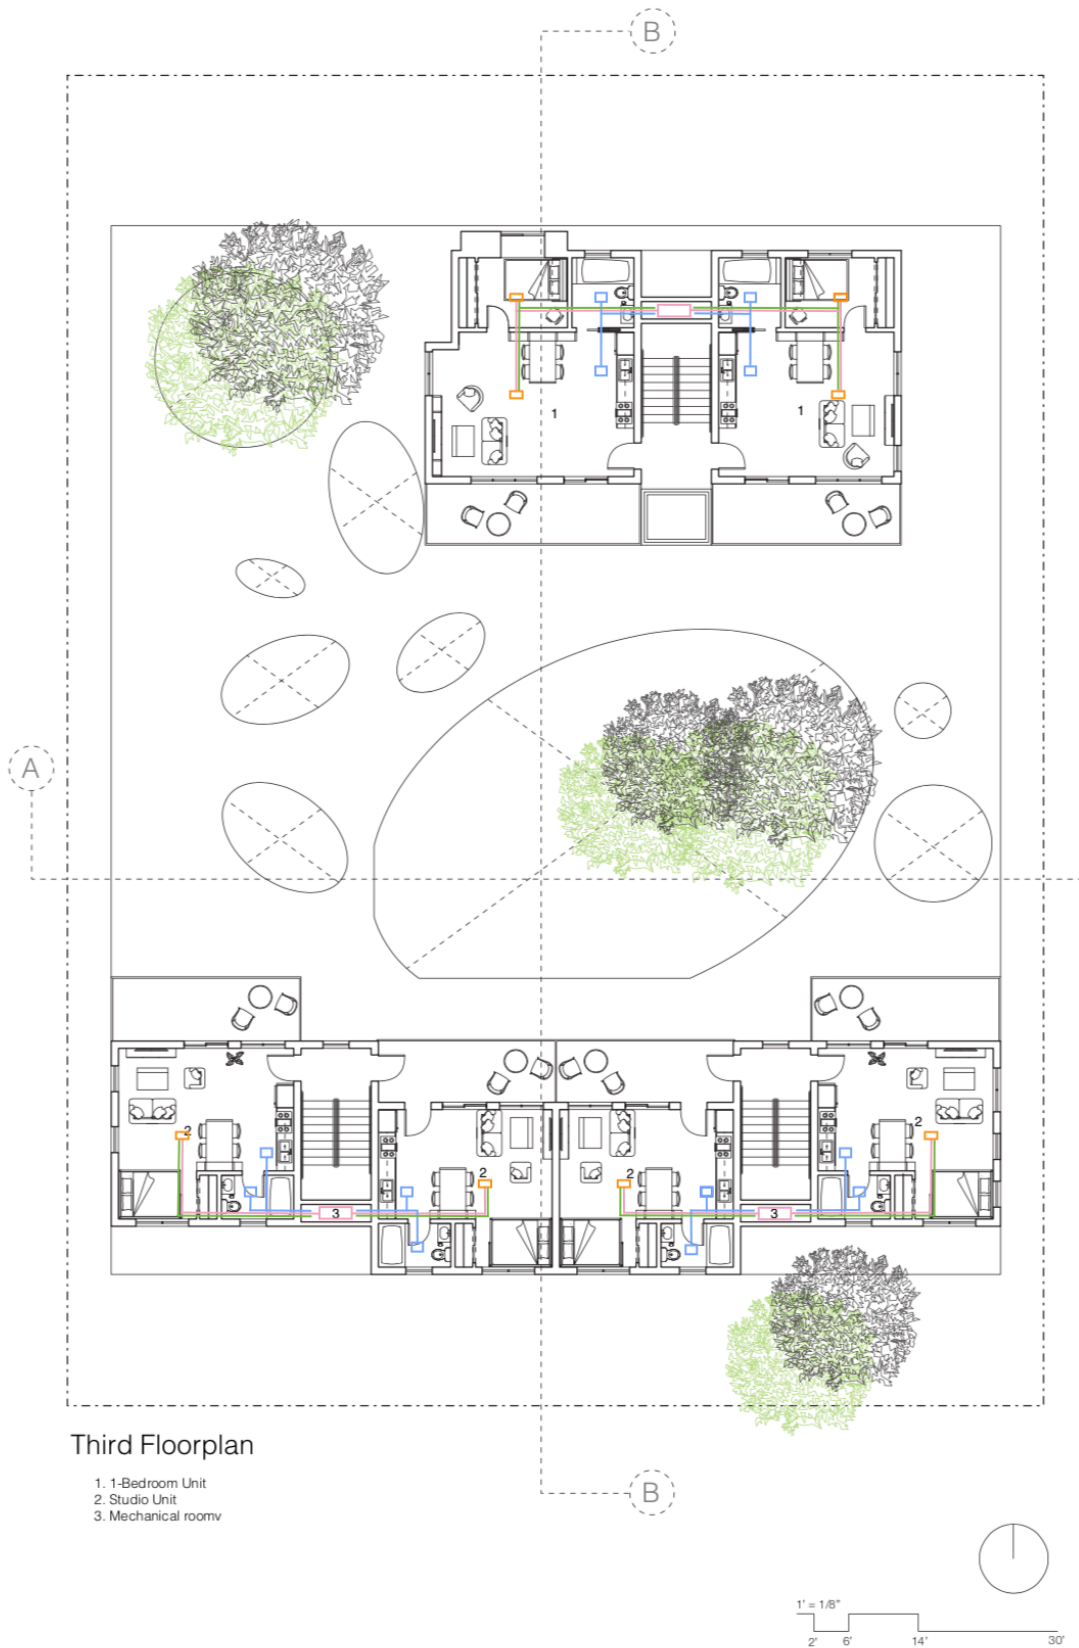 B
1
1
A
2
2
2
2
3
3
Third Floorplan
1. 1-Bedroom Unit
2. Studio Unit
3. Mechanical roomv
B
1' = 1/8"
2' 6' 14' 30'